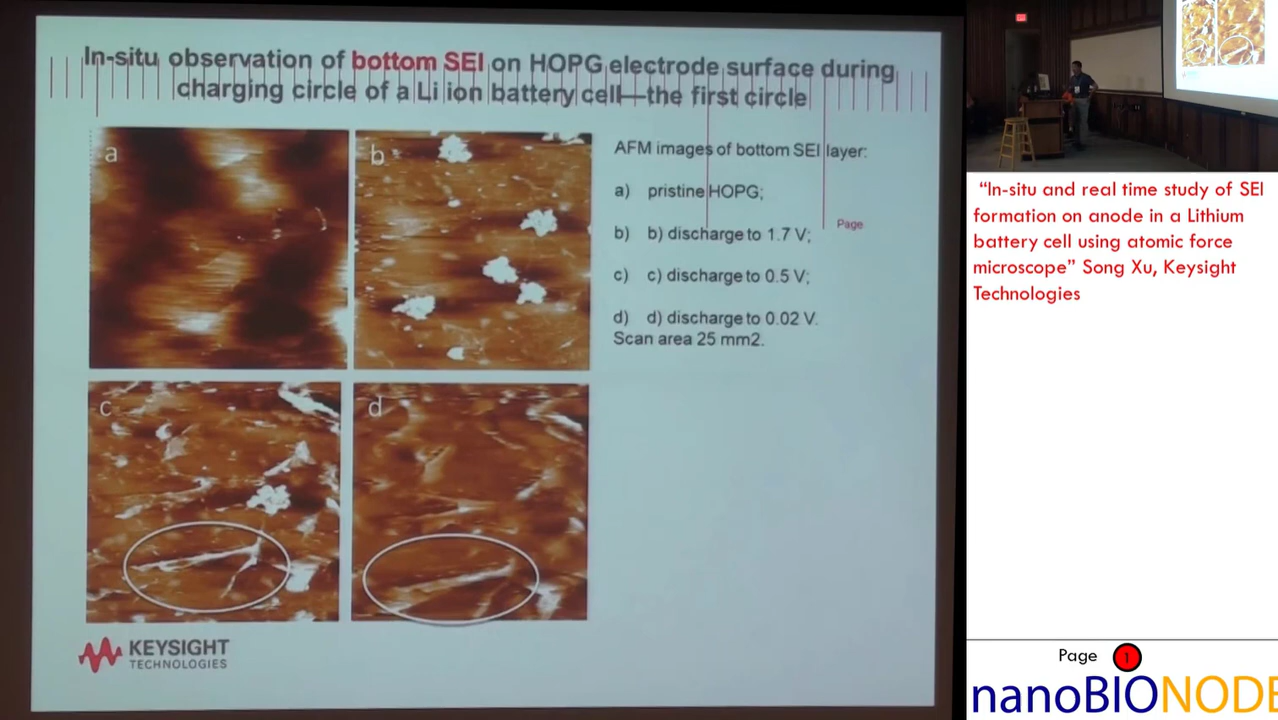 In-situ observation of bottom SEI on HOPG electrode surface during
charging circle of a Li ion battery cell—the first circle
a
b
c
d
AFM images of bottom SEI layer:
a) pristine HOPG;
b) b) discharge to 1.7 V;
c) c) discharge to 0.5 V;
d) d) discharge to 0.02 V.
Scan area 25 mm2.
Page
KEYSIGHT
TECHNOLOGIES
“In-situ and real time study of SEI
formation on anode in a Lithium
battery cell using atomic force
microscope” Song Xu, Keysight
Technologies
Page 1
nanoBIONODE